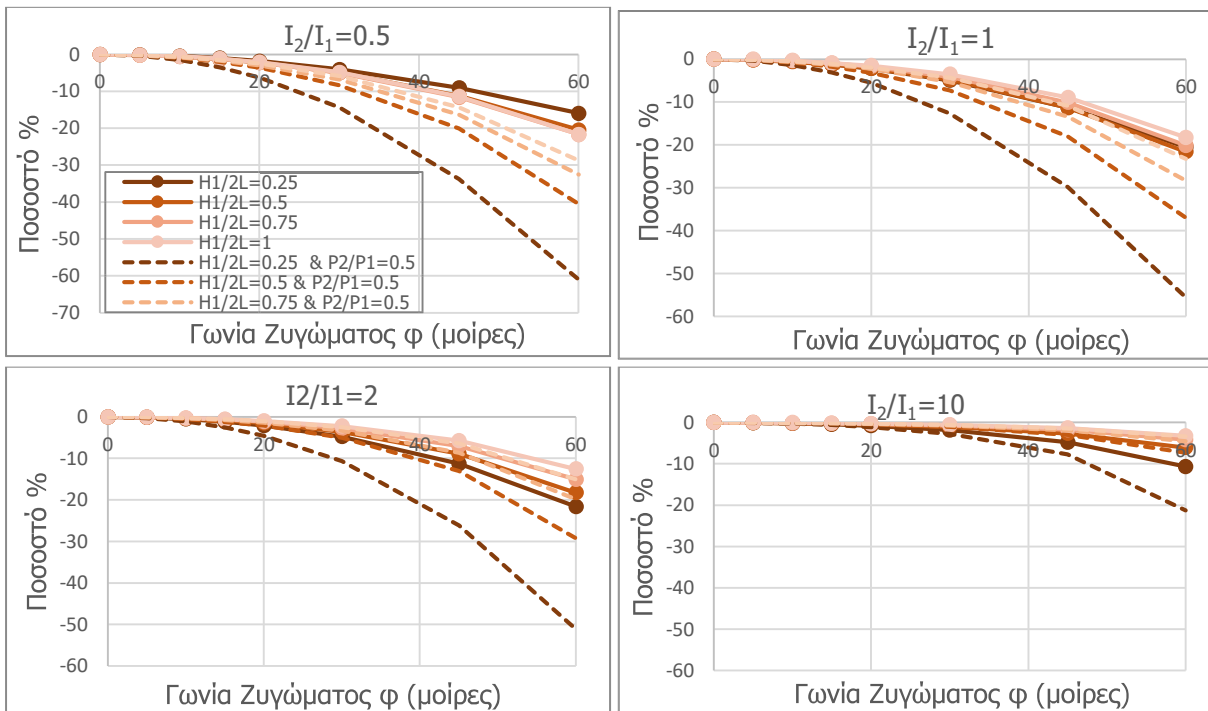 I₂/I₁=0.5
0
-10
-20
-30
-40
-50
-60
-70
0
20
40
60
Ποσοστό %
H1/2L=0.25
H1/2L=0.5
H1/2L=0.75
H1/2L=1
H1/2L=0.25 & P2/P1=0.5
H1/2L=0.5 & P2/P1=0.5
H1/2L=0.75 & P2/P1=0.5
Γωνία Ζυγώματος φ (μοίρες)
I₂/I₁=1
0
-10
-20
-30
-40
-50
-60
0
20
40
60
Ποσοστό %
Γωνία Ζυγώματος φ (μοίρες)
I2/I1=2
0
-10
-20
-30
-40
-50
-60
0
20
40
60
Ποσοστό %
Γωνία Ζυγώματος φ (μοίρες)
I₂/I₁=10
0
-10
-20
-30
-40
-50
-60
0
20
40
60
Ποσοστό %
Γωνία Ζυγώματος φ (μοίρες)